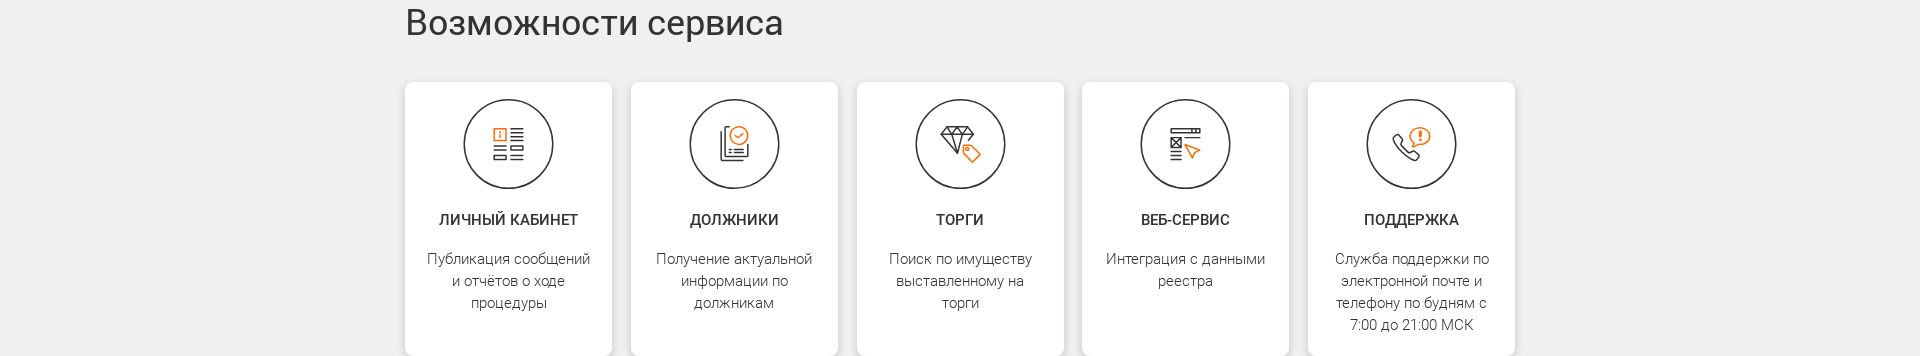 Возможности сервиса
ЛИЧНЫЙ КАБИНЕТ
Публикация сообщений
и отчётов о ходе
процедуры
ДОЛЖНИКИ
Получение актуальной
информации по
должникам
ТОРГИ
Поиск по имуществу
выставленному на
торги
ВЕБ-СЕРВИС
Интеграция с данными
реестра
ПОДДЕРЖКА
Служба поддержки по
электронной почте и
телефону по будням с
7:00 до 21:00 МСК